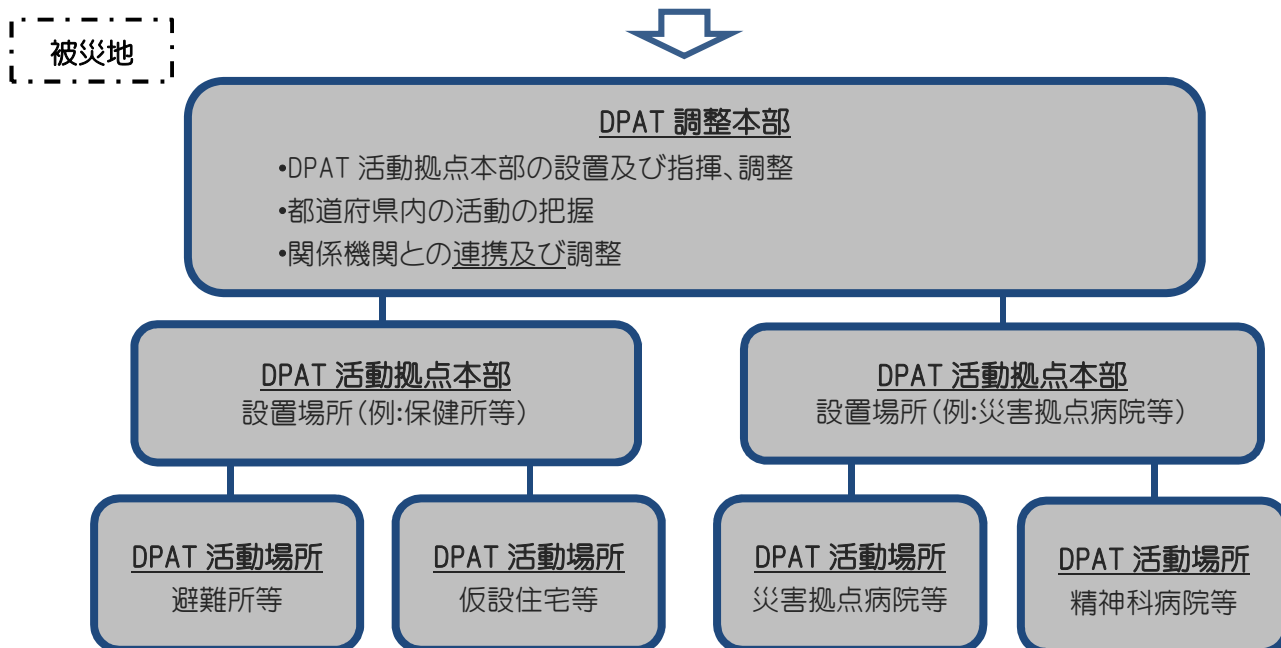 被災地
DPAT 調整本部
•DPAT 活動拠点本部の設置及び指揮、調整
•都道府県内の活動の把握
•関係機関との連携及び調整
DPAT 活動拠点本部
設置場所(例:保健所等)
DPAT 活動拠点本部
設置場所(例:災害拠点病院等)
DPAT 活動場所
避難所等
DPAT 活動場所
仮設住宅等
DPAT 活動場所
災害拠点病院等
DPAT 活動場所
精神科病院等